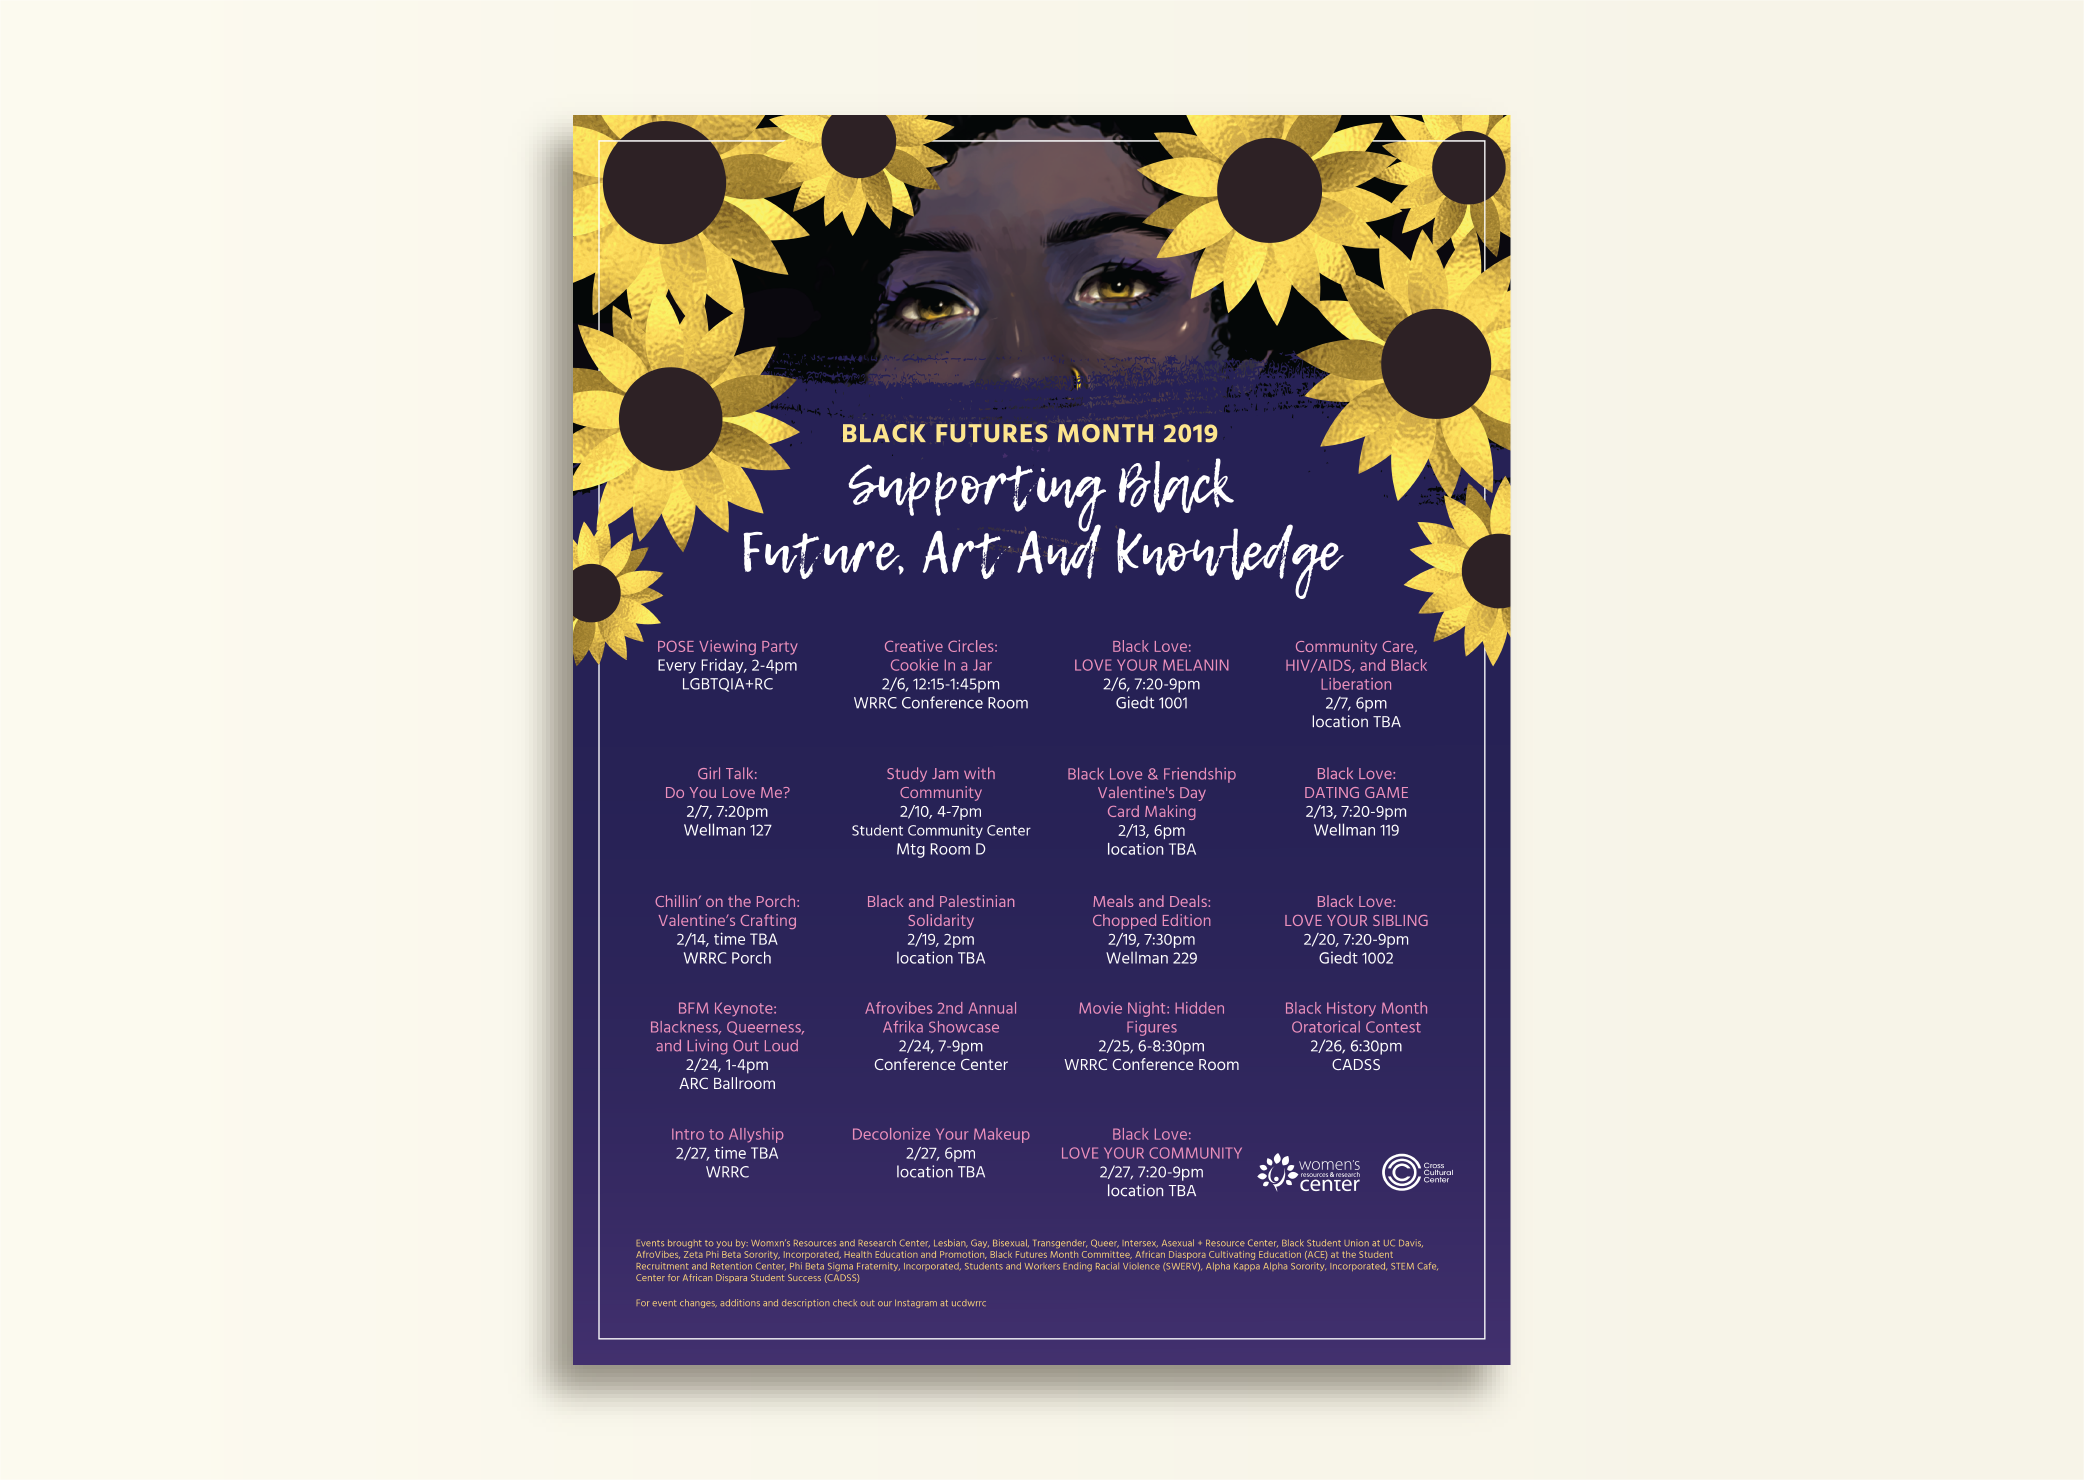 BLACK FUTURES MONTH 2019
Supporting Black
Future, Art And Knowledge
POSE Viewing Party
Every Friday, 2-4pm
LGBTQIA+RC
Creative Circles:
Cookie In a Jar
2/6, 12:15-1:45pm
WRRC Conference Room
Black Love:
LOVE YOUR MELANIN
2/6, 7:20-9pm
Giedt 1001
Community Care,
HIV/AIDS, and Black
Liberation
2/7, 6pm
location TBA
Girl Talk:
Do You Love Me?
2/7, 7:20pm
Wellman 127
Study Jam with
Community
2/10, 4-7pm
Student Community Center
Mtg Room D
Black Love & Friendship
Valentine's Day
Card Making
2/13, 6pm
location TBA
Black Love:
DATING GAME
2/13, 7:20-9pm
Wellman 119
Chillin’ on the Porch:
Valentine’s Crafting
2/14, time TBA
WRRC Porch
Black and Palestinian
Solidarity
2/19, 2pm
location TBA
Meals and Deals:
Chopped Edition
2/19, 7:30pm
Wellman 229
Black Love:
LOVE YOUR SIBLING
2/20, 7:20-9pm
Giedt 1002
BFM Keynote:
Blackness, Queerness,
and Living Out Loud
2/24, 1-4pm
ARC Ballroom
Afrovibes 2nd Annual
Afrika Showcase
2/24, 7-9pm
Conference Center
Movie Night: Hidden
Figures
2/25, 6-8:30pm
WRRC Conference Room
Black History Month
Oratorical Contest
2/26, 6:30pm
CADSS
Intro to Allyship
2/27, time TBA
WRRC
Decolonize Your Makeup
2/27, 6pm
location TBA
Black Love:
LOVE YOUR COMMUNITY
2/27, 7:20-9pm
location TBA
women's
resources & research
center
Cross
Cultural
Center
Events brought to you by: Womxn’s Resources and Research Center, Lesbian, Gay, Bisexual, Transgender, Queer, Intersex, Asexual + Resource Center, Black Student Union at UC Davis,
AfroVibes, Zeta Phi Beta Sorority, Incorporated, Health Education and Promotion, Black Futures Month Committee, African Diaspora Cultivating Education (ACE) at the Student
Recruitment and Retention Center, Phi Beta Sigma Fraternity, Incorporated, Students and Workers Ending Racial Violence (SWERV), Alpha Kappa Alpha Sorority, Incorporated, STEM Cafe,
Center for African Dispara Student Success (CADSS)
For event changes, additions and description check out our Instagram at ucdwrrc